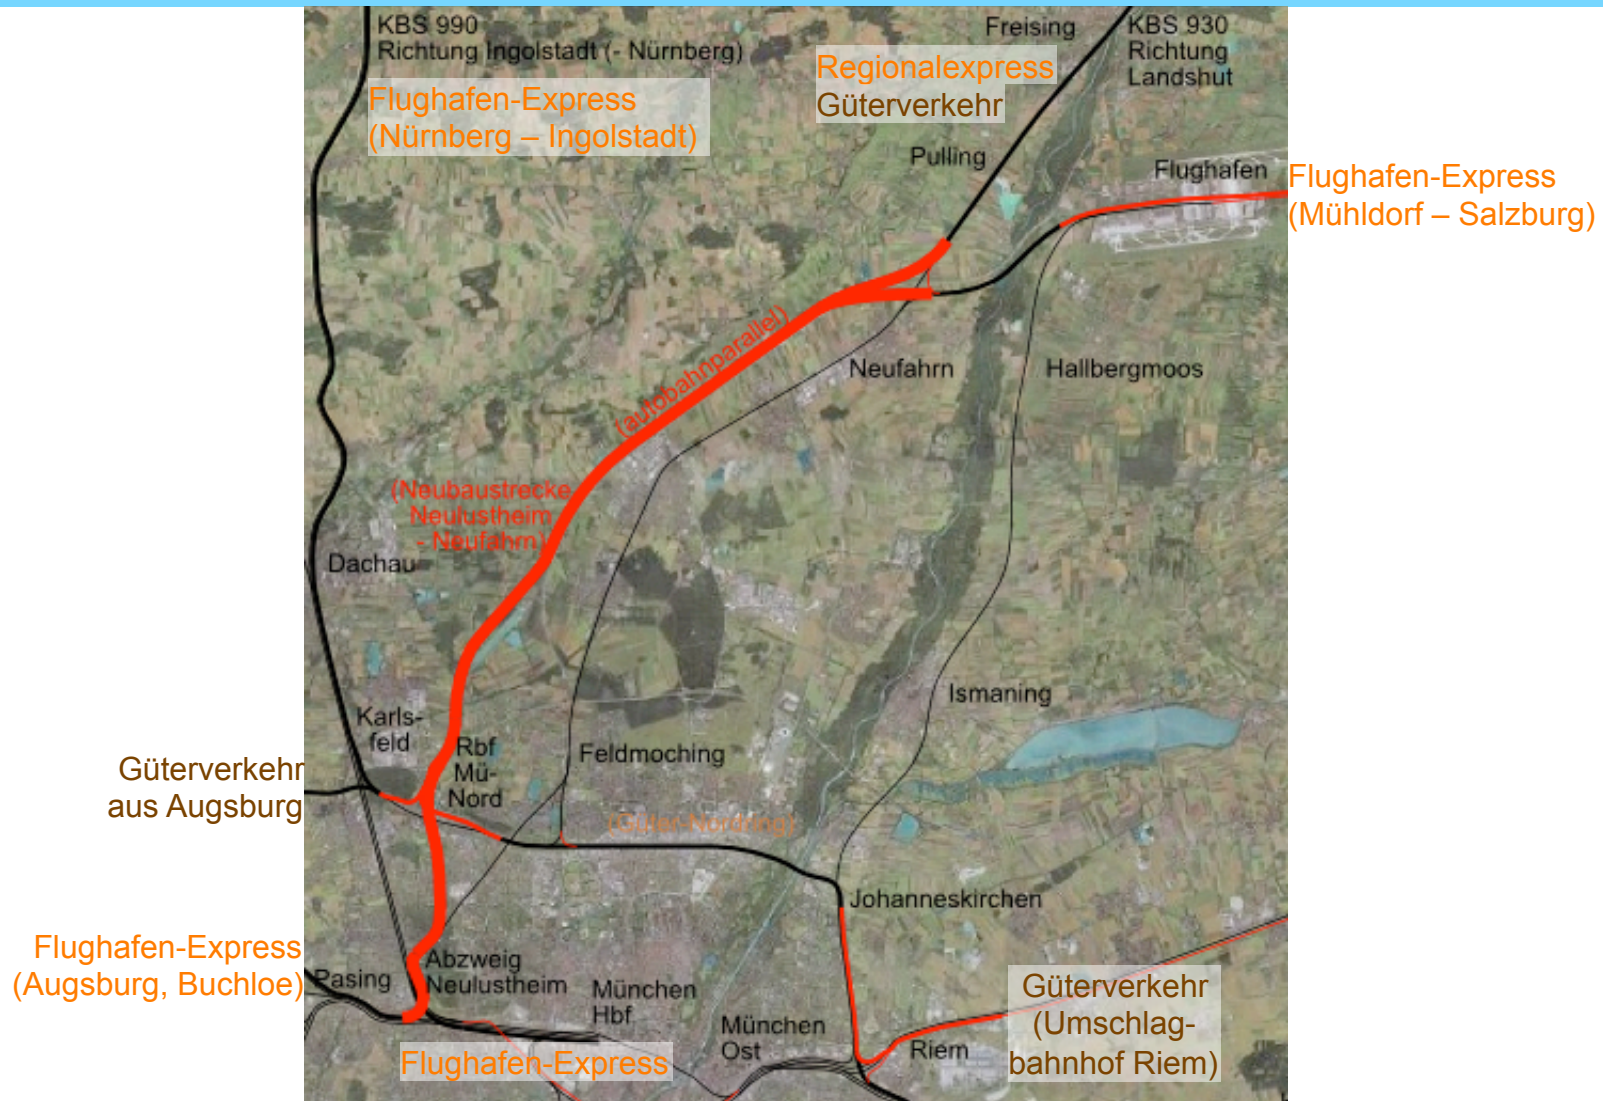 KBS 990
Richtung Ingolstadt (- Nürnberg)
Flughafen-Express
(Nürnberg – Ingolstadt)
Freising
KBS 930
Richtung
Landshut
Regionalexpress
Güterverkehr
Pulling
Flughafen
Flughafen-Express
(Mühldorf – Salzburg)
(autobahnparallel)
Neufahrn
Hallbergmoos
(Neubaustrecke
Neulustheim
- Neufahrn)
Dachau
Ismaning
Karls-
feld
Rbf
Mü-
Nord
Feldmoching
Güterverkehr
aus Augsburg
(Güter-Nordring)
Johanneskirchen
Flughafen-Express
(Augsburg, Buchloe)
Pasing
Abzweig
Neulustheim
München
Hbf
München
Ost
Riem
Güterverkehr
(Umschlag-
bahnhof Riem)
Flughafen-Express